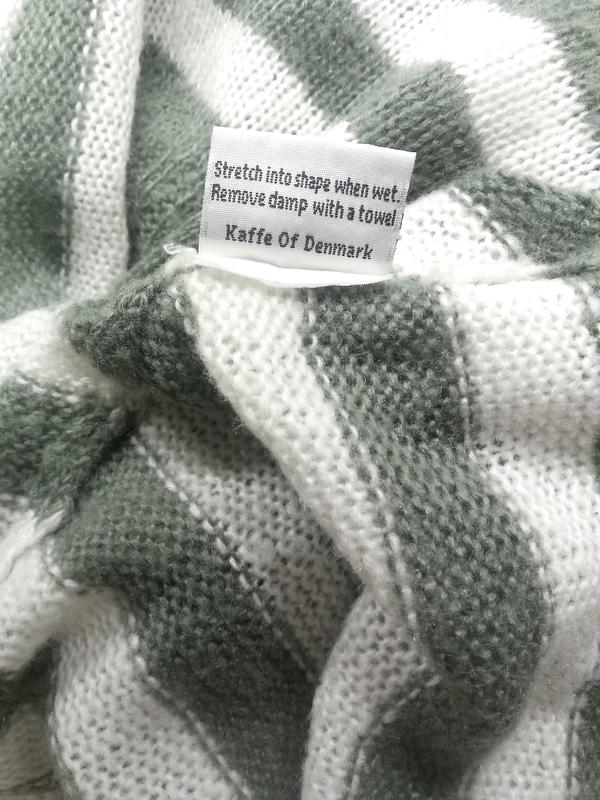 Stretch into shape when wet.
Remove damp with a towel
Kaffe Of Denmark